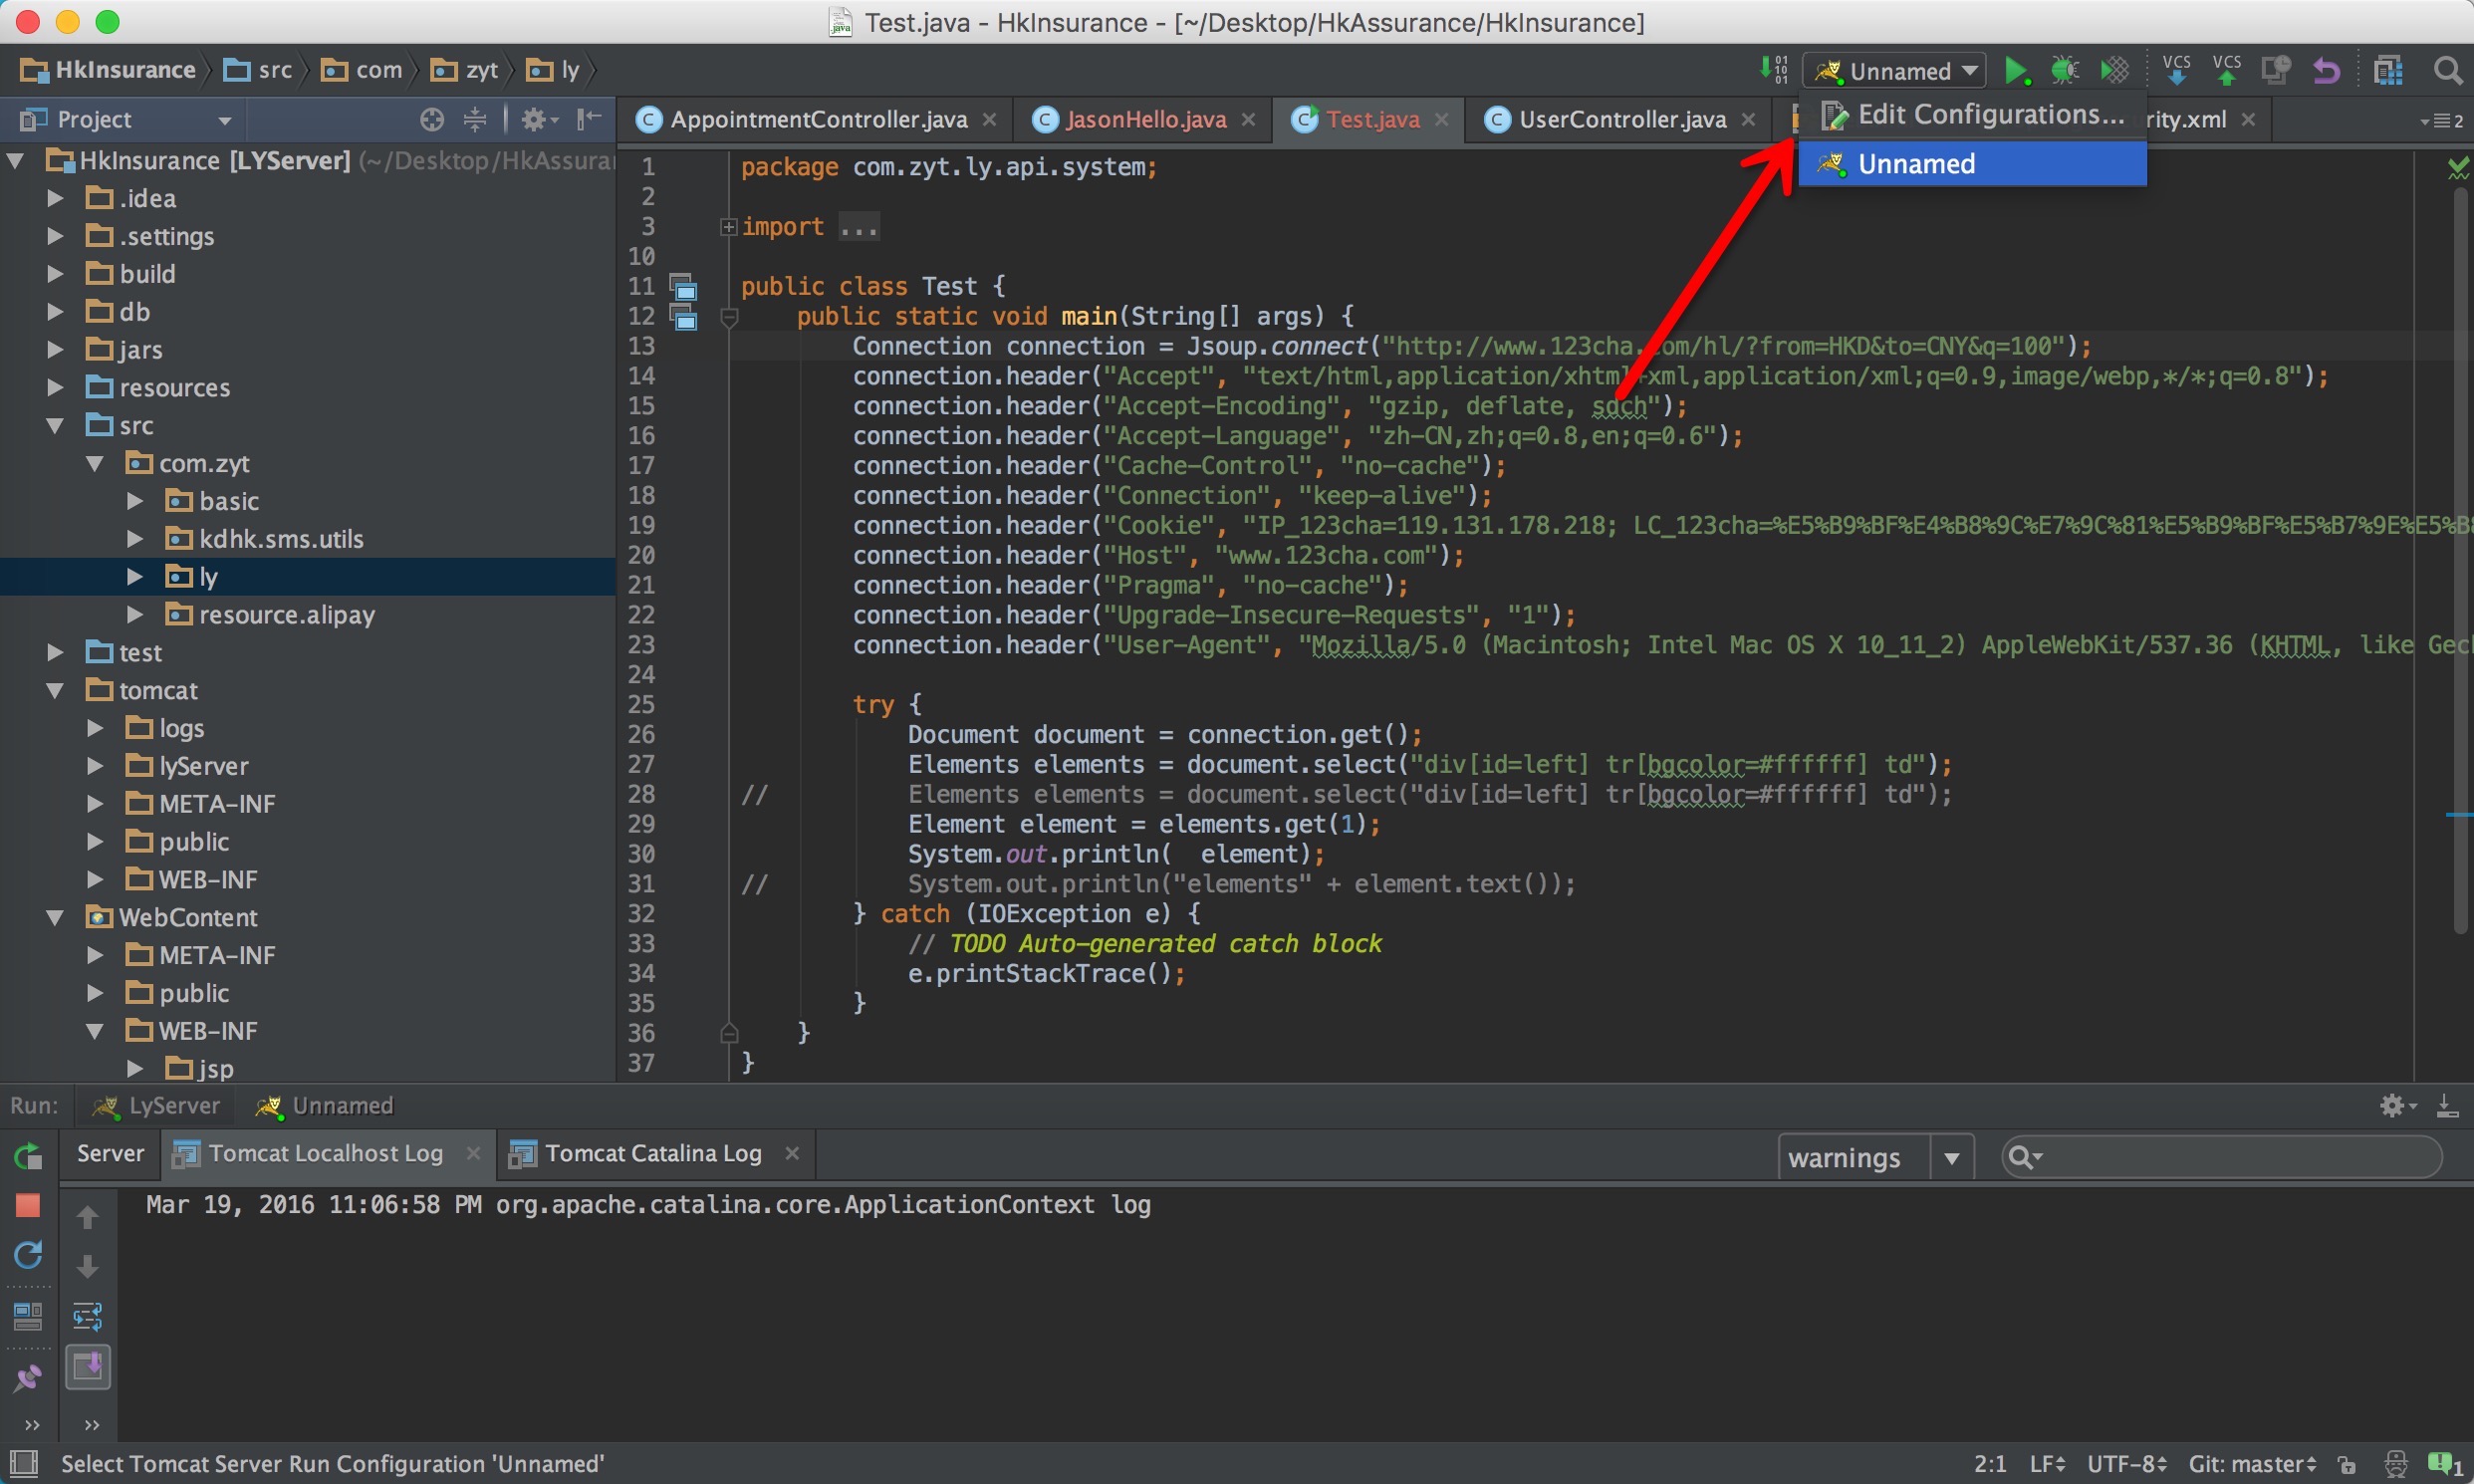 Test.java - HkInsurance - [~/Desktop/HkAssurance/HkInsurance]
HkInsurance src com zyt ly
Unnamed
VCS VCS
Edit Configurations...
Unnamed
Project
AppointmentController.java JasonHello.java Test.java UserController.java
2
HkInsurance [LYServer] (~/Desktop/HkAssura
.idea
.settings
build
db
jars
resources
src
com.zyt
basic
kdhk.sms.utils
ly
resource.alipay
test
tomcat
logs
lyServer
META-INF
public
WEB-INF
WebContent
META-INF
public
WEB-INF
jsp
1 package com.zyt.ly.api.system;
2
3 import ...
10
11 public class Test {
12 public static void main(String[] args) {
13 Connection connection = Jsoup.connect("http://www.123cha.com/hl/?from=HKD&to=CNY&q=100");
14 connection.header("Accept", "text/html,application/xhtml+xml,application/xml;q=0.9,image/webp,*/*;q=0.8");
15 connection.header("Accept-Encoding", "gzip, deflate, sdch");
16 connection.header("Accept-Language", "zh-CN,zh;q=0.8,en;q=0.6");
17 connection.header("Cache-Control", "no-cache");
18 connection.header("Connection", "keep-alive");
19 connection.header("Cookie", "IP_123cha=119.131.178.218; LC_123cha=%E5%B9%BF%E4%B8%9C%E7%9C%81%E5%B9%BF%E5%B7%9E%E5%B8
20 connection.header("Host", "www.123cha.com");
21 connection.header("Pragma", "no-cache");
22 connection.header("Upgrade-Insecure-Requests", "1");
23 connection.header("User-Agent", "Mozilla/5.0 (Macintosh; Intel Mac OS X 10_11_2) AppleWebKit/537.36 (KHTML, like Geck
24
25 try {
26 Document document = connection.get();
27 Elements elements = document.select("div[id=left] tr[bgcolor=#ffffff] td");
28 // Elements elements = document.select("div[id=left] tr[bgcolor=#ffffff] td");
29 Element element = elements.get(1);
30 System.out.println( element);
31 // System.out.println("elements" + element.text());
32 } catch (IOException e) {
33 // TODO Auto-generated catch block
34 e.printStackTrace();
35 }
36 }
37 }
Run: LyServer Unnamed
Server Tomcat Localhost Log Tomcat Catalina Log
warnings
Mar 19, 2016 11:06:58 PM org.apache.catalina.core.ApplicationContext log
Select Tomcat Server Run Configuration 'Unnamed'
2:1 LF UTF-8 Git: master 1